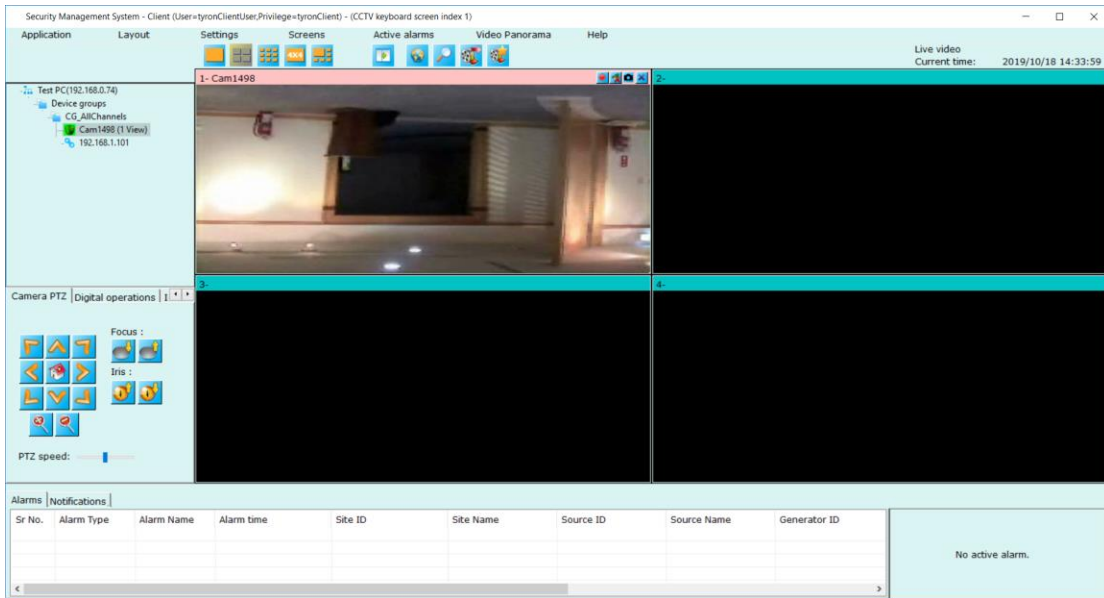 Security Management System - Client (User=tyronClientUser,Privilege=tyronClient) - (CCTV keyboard screen index 1)
Application Layout Settings Screens Active alarms Video Panorama Help
4X4
Live video
Current time: 2019/10/18 14:33:59
Test PC(192.168.0.74)
Device groups
CG_AllChannels
Cam1498 (1 View)
192.168.1.101
1- Cam1498
2-
3-
4-
Camera PTZ Digital operations I
Focus :
Iris :
PTZ speed:
Alarms Notifications
Sr No. Alarm Type Alarm Name Alarm time Site ID Site Name Source ID Source Name Generator ID
No active alarm.